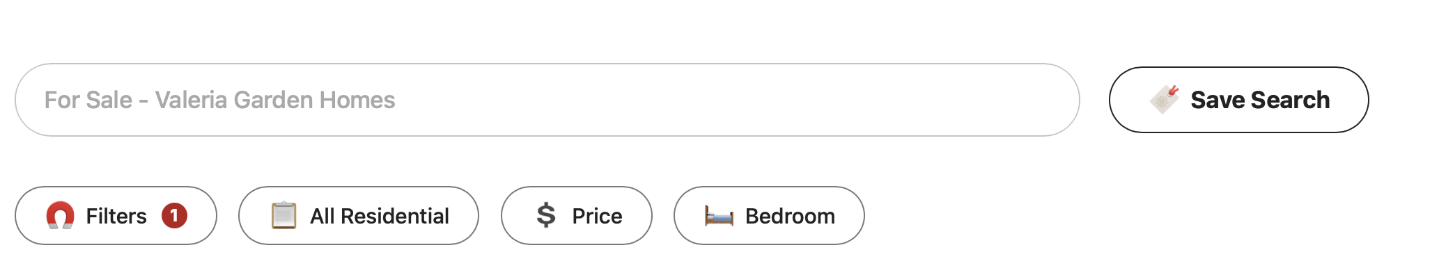 For Sale - Valeria Garden Homes
Save Search
Filters 1
All Residential
$ Price
Bedroom